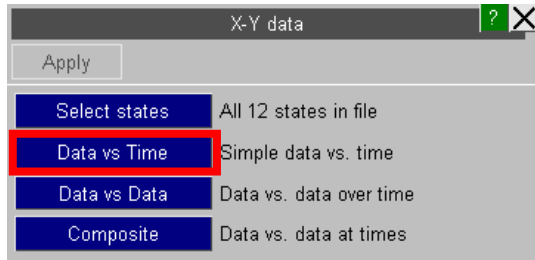 X-Y data ?
Apply
Select states All 12 states in file
Data vs Time Simple data vs. time
Data vs Data Data vs. data over time
Composite Data vs. data at times